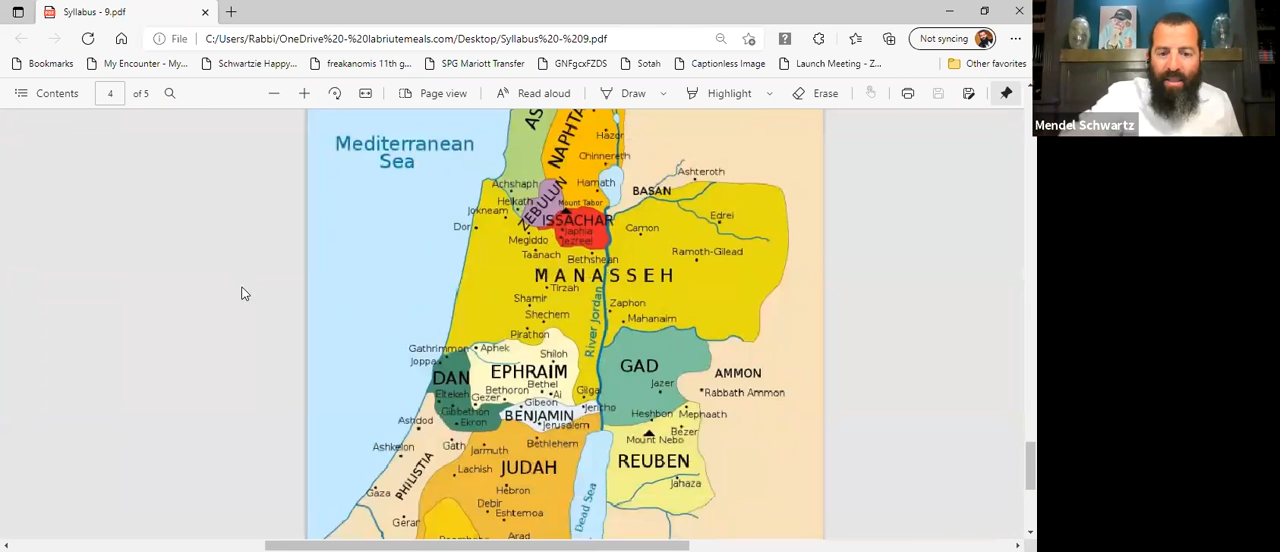 Syllabus - 9.pdf
File
C:/Users/Rabbi/OneDrive%20-%20labriutemeals.com/Desktop/Syllabus%20-%209.pdf
Not syncing
Bookmarks
My Encounter - My...
Schwartzie Happy...
freakanomis 11th g...
SPG Mariott Transfer
GNFgcxFZDS
Sotah
Captionless Image
Launch Meeting - Z...
Other favorites
Contents
4
of 5
Page view
Read aloud
Draw
Highlight
Erase
Mendel Schwartz
Mediterranean
Sea
AS
NAPHTA
Hazor
Chinnereth
Hamath
Achshaph
Helkath
ZEBULUN
Mount Tabor
ISSACHAR
Japhia
Jezreel
Jokneam
Dor
Megiddo
Taanach
Bethshean
BASAN
Ashteroth
Edrei
Camon
Ramoth-Gilead
MANASSEH
Tirzah
Shamir
Shechem
Pirathon
River Jordan
Zaphon
Mahanaim
Gathrimmon
Joppa
Aphek
Shiloh
DAN
EPHRAIM
Bethel
Bethoron
Ai
Eltekeh
Gezer
Gibeon
Gilgal
GAD
Jazer
AMMON
Rabbath Ammon
Gibbethon
Ekron
BENJAMIN
Jericho
Jerusalem
Heshbon
Mephaath
Bezer
Mount Nebo
Ashdod
Ashkelon
Gath
Jarmuth
Bethlehem
PHILISTIA
Lachish
JUDAH
REUBEN
Jahaza
Gaza
Hebron
Debir
Eshtemoa
Gerar
Arad
Dead Sea